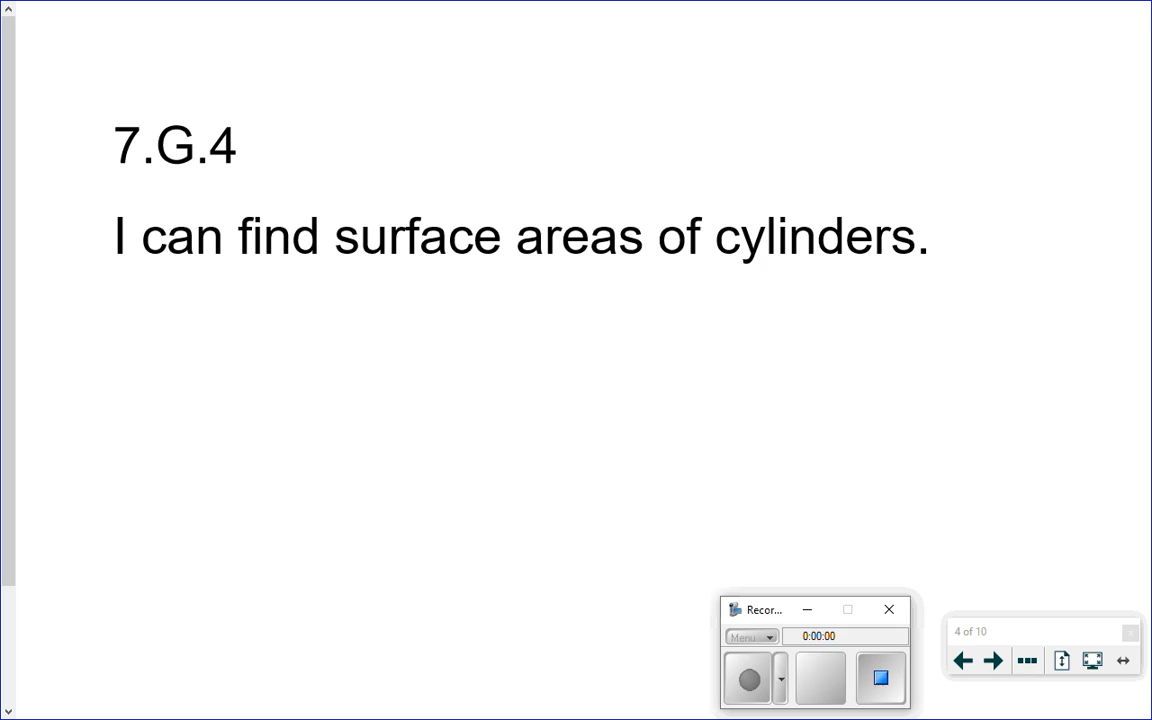 7.G.4
I can find surface areas of cylinders.
Recor...
Menu
0:00:00
4 of 10